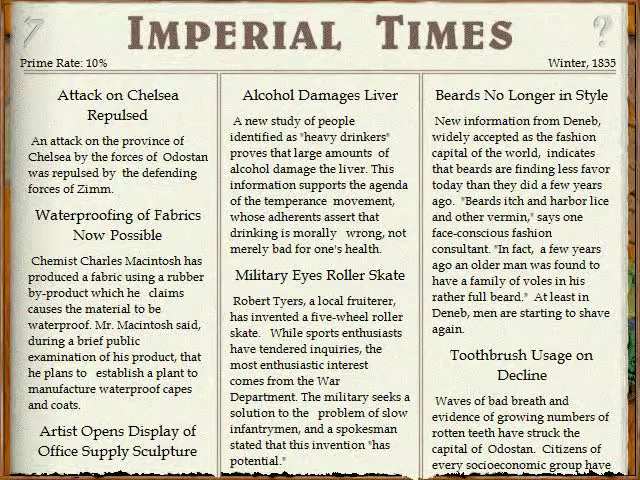 IMPERIAL TIMES
Prime Rate: 10%
Winter, 1835
Attack on Chelsea
Repulsed
An attack on the province of
Chelsea by the forces of Odostan
was repulsed by the defending
forces of Zimm.
Waterproofing of Fabrics
Now Possible
Chemist Charles Macintosh has
produced a fabric using a rubber
by-product which he claims
causes the material to be
waterproof. Mr. Macintosh said,
during a brief public
examination of his product, that
he plans to establish a plant to
manufacture waterproof capes
and coats.
Artist Opens Display of
Office Supply Sculpture
Alcohol Damages Liver
A new study of people
identified as "heavy drinkers"
proves that large amounts of
alcohol damage the liver. This
information supports the agenda
of the temperance movement,
whose adherents assert that
drinking is morally wrong, not
merely bad for one's health.
Military Eyes Roller Skate
Robert Tyers, a local fruiterer,
has invented a five-wheel roller
skate. While sports enthusiasts
have tendered inquiries, the
most enthusiastic interest
comes from the War
Department. The military seeks a
solution to the problem of slow
infantrymen, and a spokesman
stated that this invention "has
potential."
Beards No Longer in Style
New information from Deneb,
widely accepted as the fashion
capital of the world, indicates
that beards are finding less favor
today than they did a few years
ago. "Beards itch and harbor lice
and other vermin," says one
face-conscious fashion
consultant. "In fact, a few years
ago an older man was found to
have a family of voles in his
rather full beard." At least in
Deneb, men are starting to shave
again.
Toothbrush Usage on
Decline
Waves of bad breath and
evidence of growing numbers of
rotten teeth have struck the
capital of Odostan. Citizens of
every socioeconomic group have